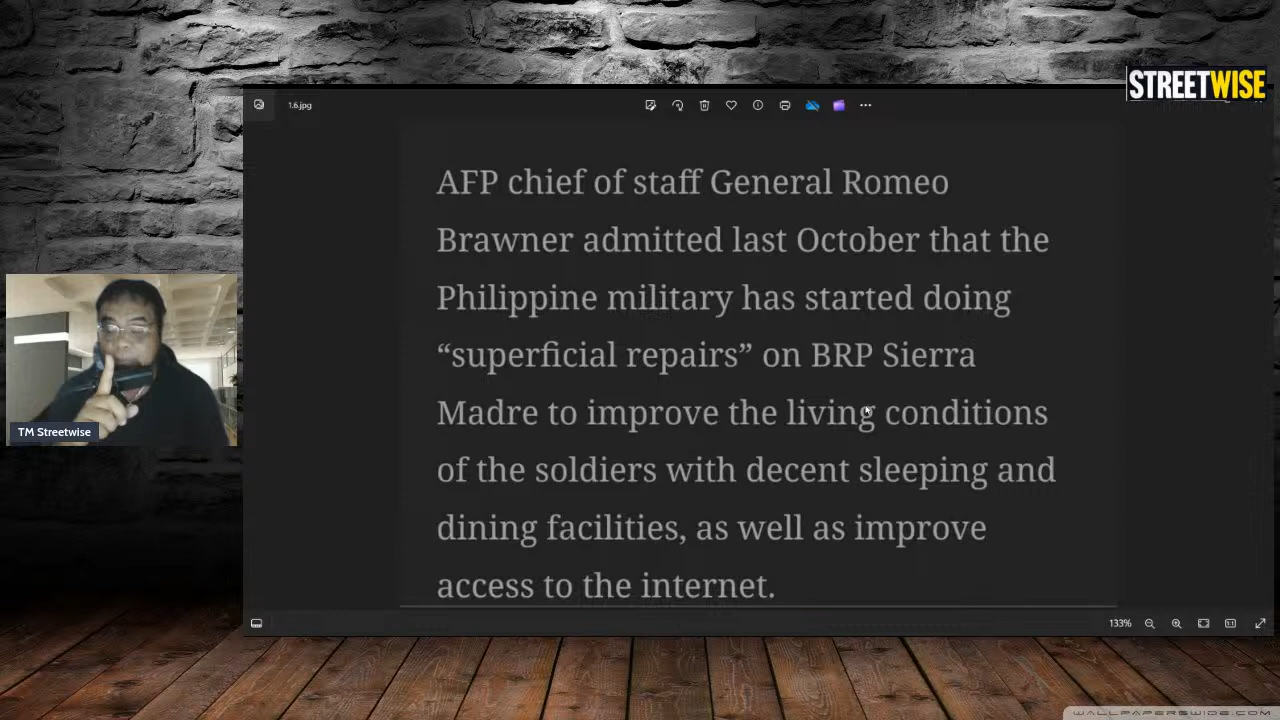 STREETWISE
1.6.jpg
AFP chief of staff General Romeo
Brawner admitted last October that the
Philippine military has started doing
“superficial repairs” on BRP Sierra
Madre to improve the living conditions
of the soldiers with decent sleeping and
dining facilities, as well as improve
access to the internet.
TM Streetwise
133%
WALLPAPERSWIDE.COM